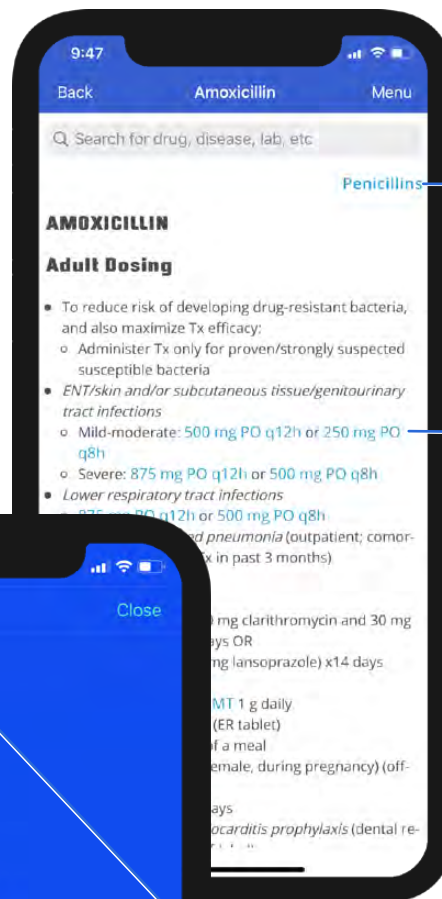 9:47
Back Amoxicillin Menu
Search for drug, disease, lab, etc
Penicillins
AMOXICILLIN
Adult Dosing
• To reduce risk of developing drug-resistant bacteria,
and also maximize Tx efficacy:
○ Administer Tx only for proven/strongly suspected
susceptible bacteria
• ENT/skin and/or subcutaneous tissue/genitourinary
tract infections
○ Mild-moderate: 500 mg PO q12h or 250 mg PO
q8h
○ Severe: 875 mg PO q12h or 500 mg PO q8h
• Lower respiratory tract infections
875 mg PO q12h or 500 mg PO q8h
pneumonia (outpatient; comor-
in past 3 months)
Close
mg clarithromycin and 30 mg
OR
lansoprazole) x14 days
1 g daily
(ER tablet)
of a meal
during pregnancy) (off-
prophylaxis (dental re-